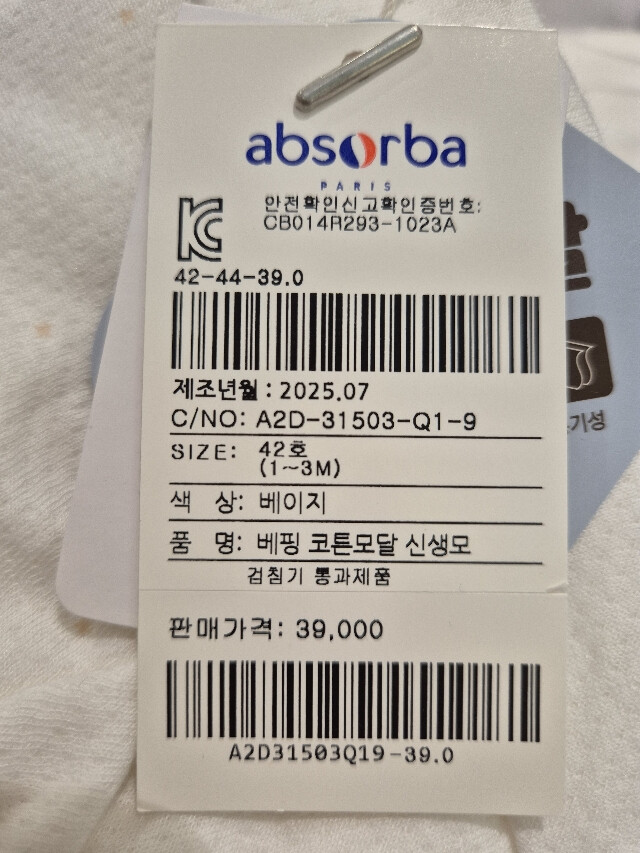 absorba
PARIS
안전확인신고확인증번호:
CB014R293-1023A
42-44-39.0
제조년월: 2025.07
C/NO: A2D-31503-Q1-9
SIZE: 42호
(1~3M)
색 상: 베이지
품 명: 베핑 코튼모달 신생모
검침기 통과제품
판매가격: 39,000
A2D31503Q19-39.0
기성